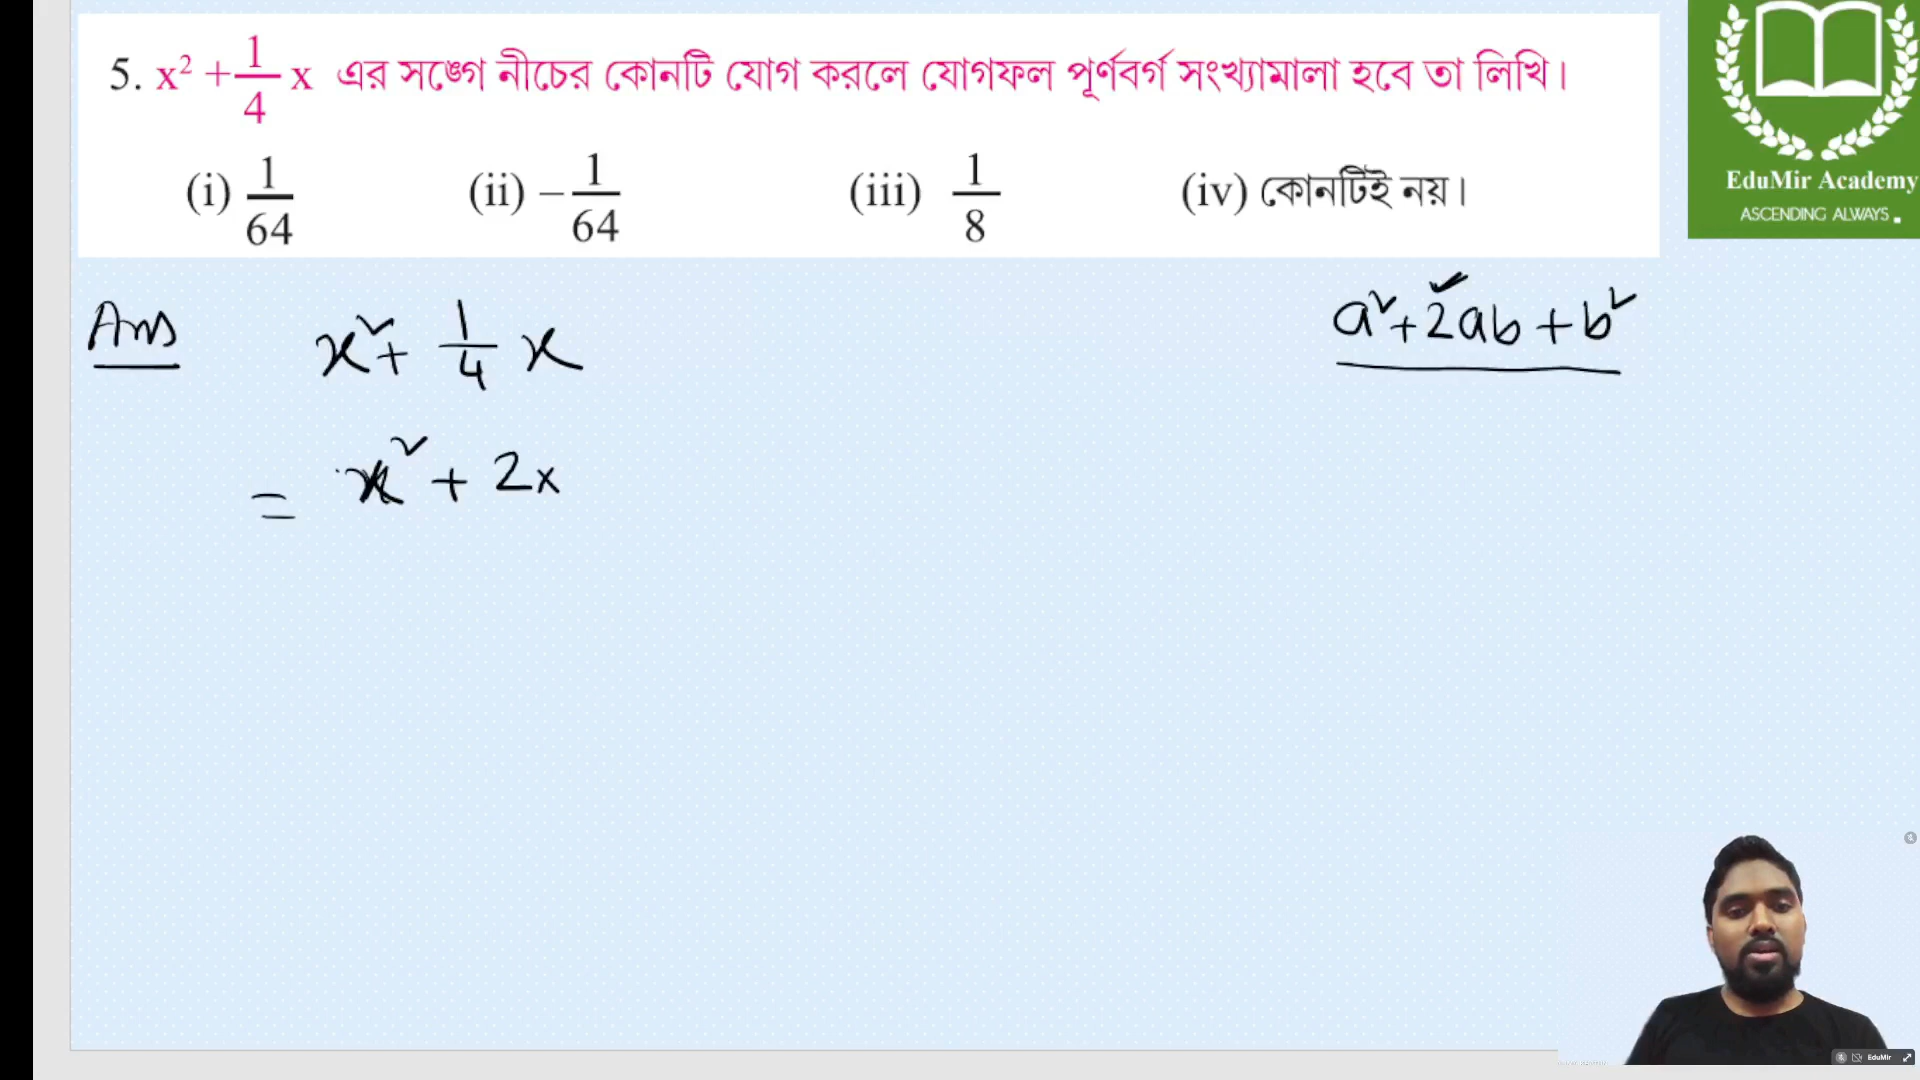 5. x² + 1/4 x এর সঙ্গে নীচের কোনটি যোগ করলে যোগফল পূর্ণবর্গ সংখ্যামালা হবে তা লিখি।
(i) 1/64 (ii) – 1/64 (iii) 1/8 (iv) কোনটিই নয়।
EduMir Academy
ASCENDING ALWAYS.
Ans x² + 1/4 x
a² + 2ab + b²
= x² + 2x
EduMir